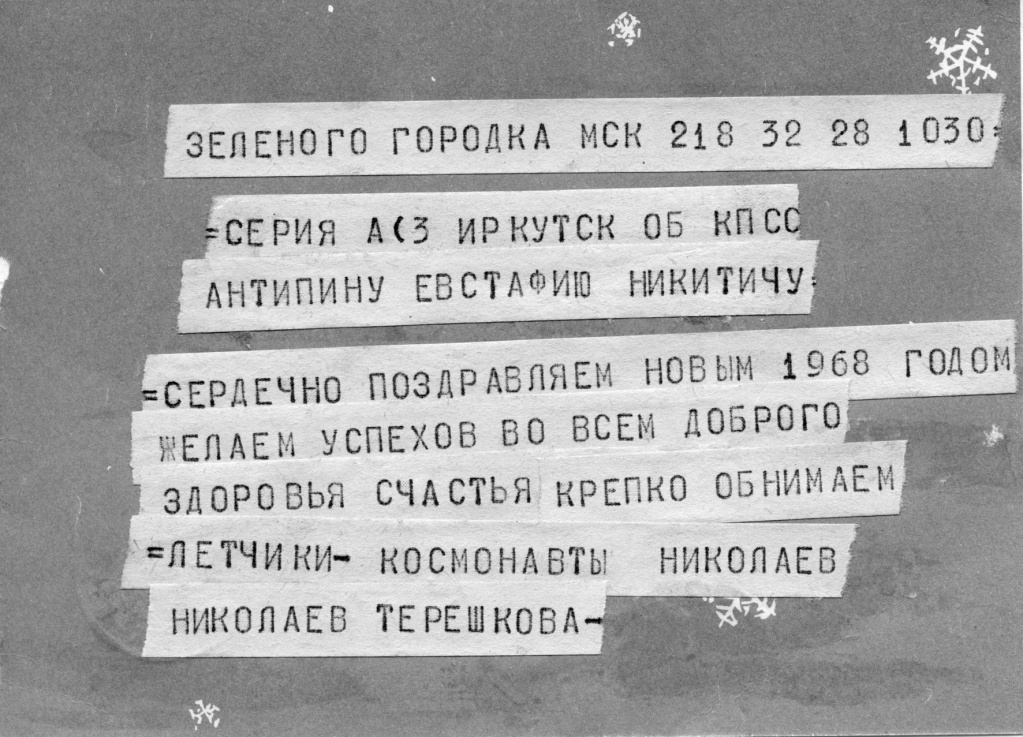 ЗЕЛЕНОГО ГОРОДКА МСК 218 32 28 1030=
=СЕРИЯ А(3 ИРКУТСК ОБ КПСС
АНТИПИНУ ЕВСТАФИЮ НИКИТИЧУ=
=СЕРДЕЧНО ПОЗДРАВЛЯЕМ НОВЫМ 1968 ГОДОМ
ЖЕЛАЕМ УСПЕХОВ ВО ВСЕМ ДОБРОГО
ЗДОРОВЬЯ СЧАСТЬЯ КРЕПКО ОБНИМАЕМ
=ЛЕТЧИКИ- КОСМОНАВТЫ НИКОЛАЕВ
НИКОЛАЕВ ТЕРЕШКОВА-